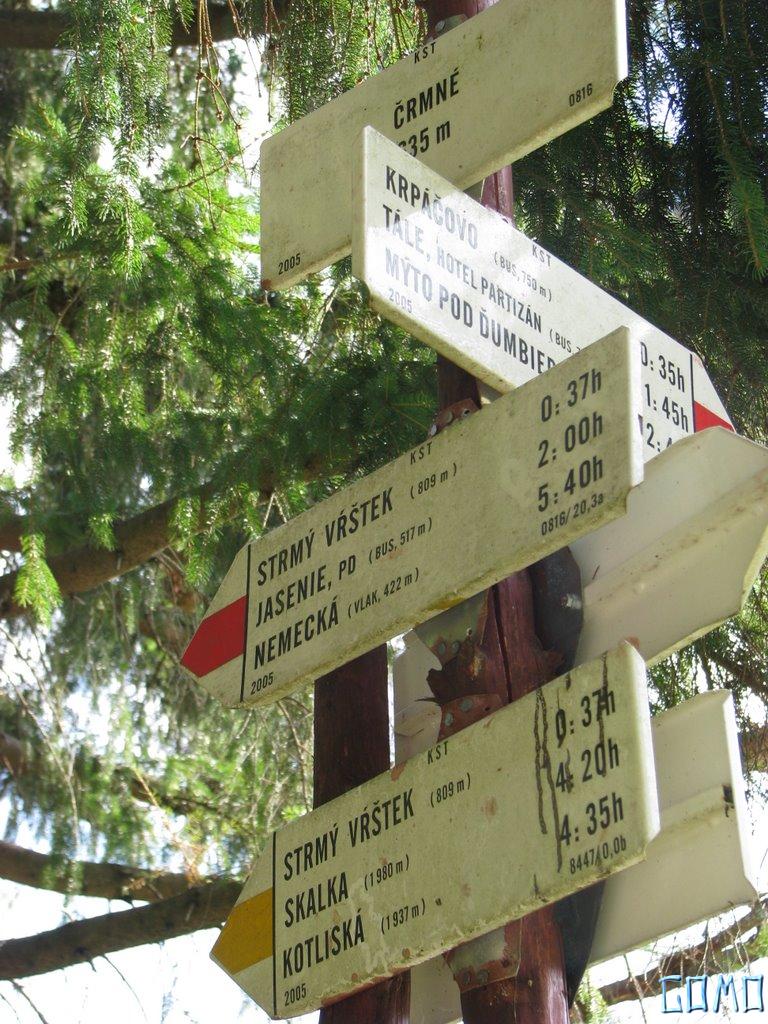 KST
ČRMNÉ
35 m
0816
2005
KST
KRPÁČOVO (BUS, 750 m) 0:35h
TÁLE, HOTEL PARTIZÁN (BUS, 1:45h
MÝTO POD ĎUMBIER 2:
2005
KST
STRMÝ VŔŠTEK (809 m) 0:37h
JASENIE, PD (BUS, 517 m) 2:00h
NEMECKÁ (VLAK, 422 m) 5:40h
2005
0816/20,3a
KST
STRMÝ VŔŠTEK (809 m) 0:37h
SKALKA (1980 m) 4:20h
KOTLISKÁ (1937 m) 4:35h
2005
8447/0,0b
GOMO